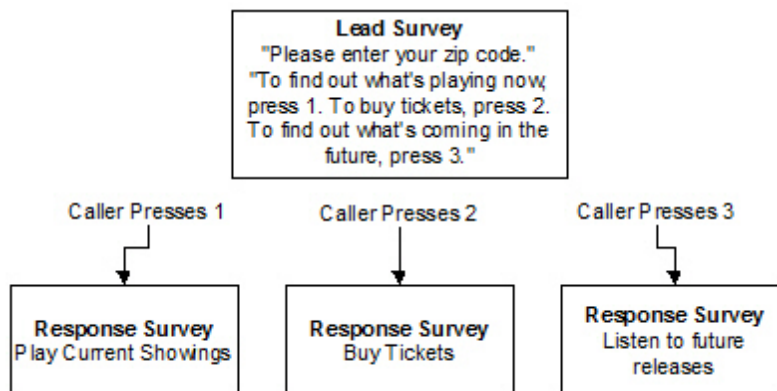 Lead Survey
"Please enter your zip code."
"To find out what's playing now,
press 1. To buy tickets, press 2.
To find out what's coming in the
future, press 3."
Caller Presses 1
Caller Presses 2
Caller Presses 3
Response Survey
Play Current Showings
Response Survey
Buy Tickets
Response Survey
Listen to future
releases